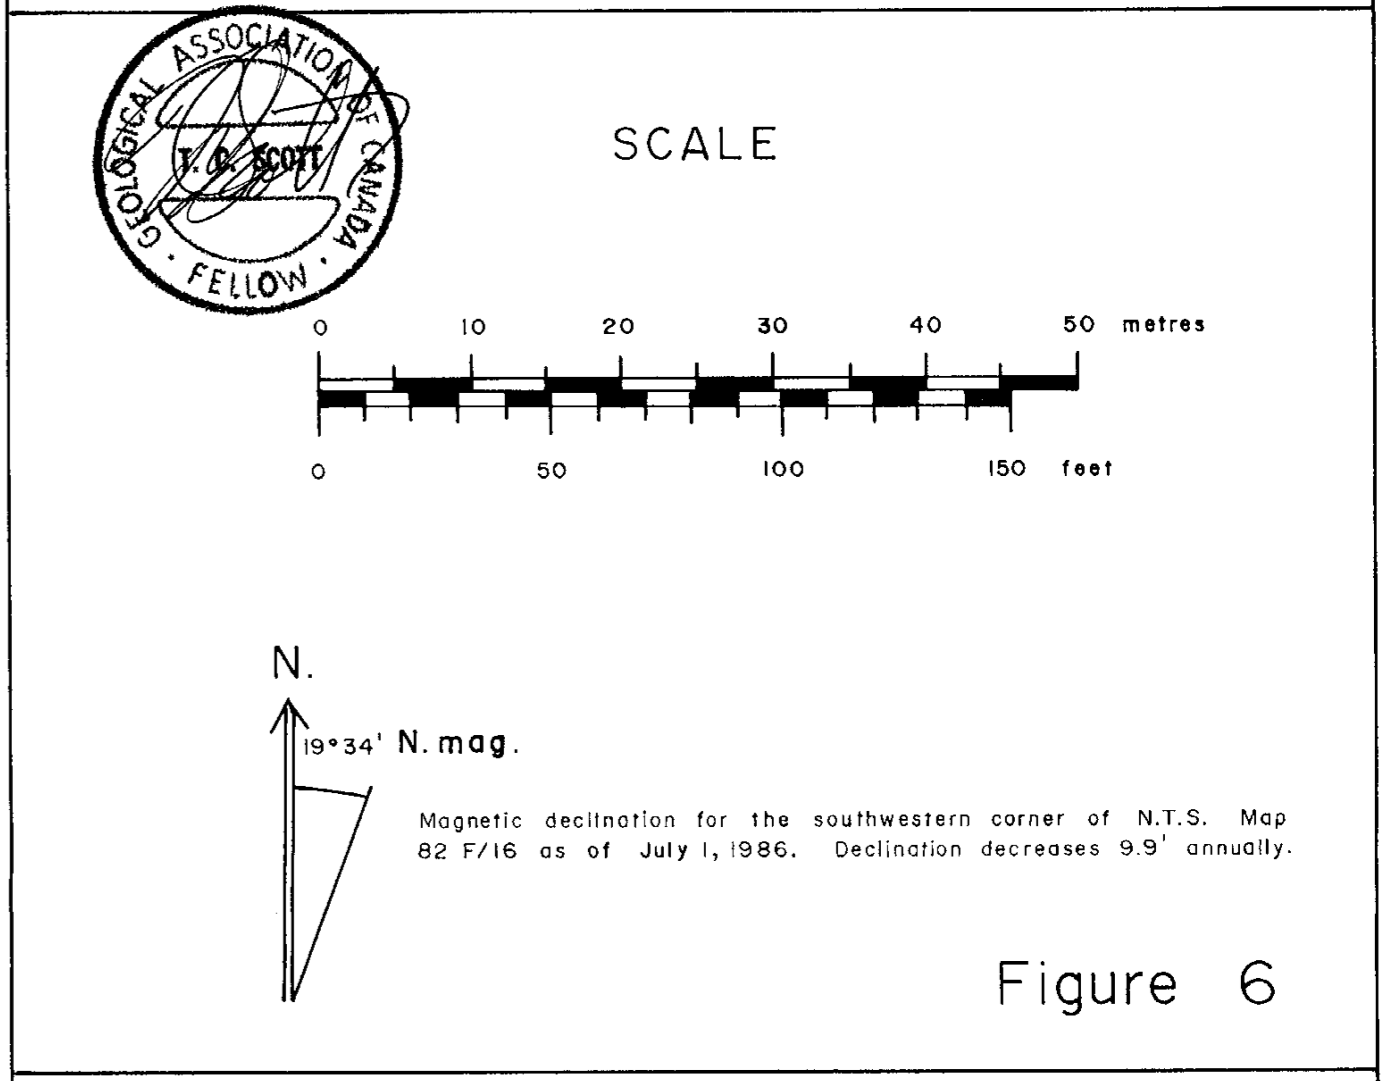 GEOLOGICAL ASSOCIATION OF CANADA
T. SCOTT
· FELLOW ·
SCALE
0 10 20 30 40 50 metres
0 50 100 150 feet
N.
19°34' N. mag.
Magnetic declination for the southwestern corner of N.T.S. Map
82 F/16 as of July 1, 1986. Declination decreases 9.9' annually.
Figure 6